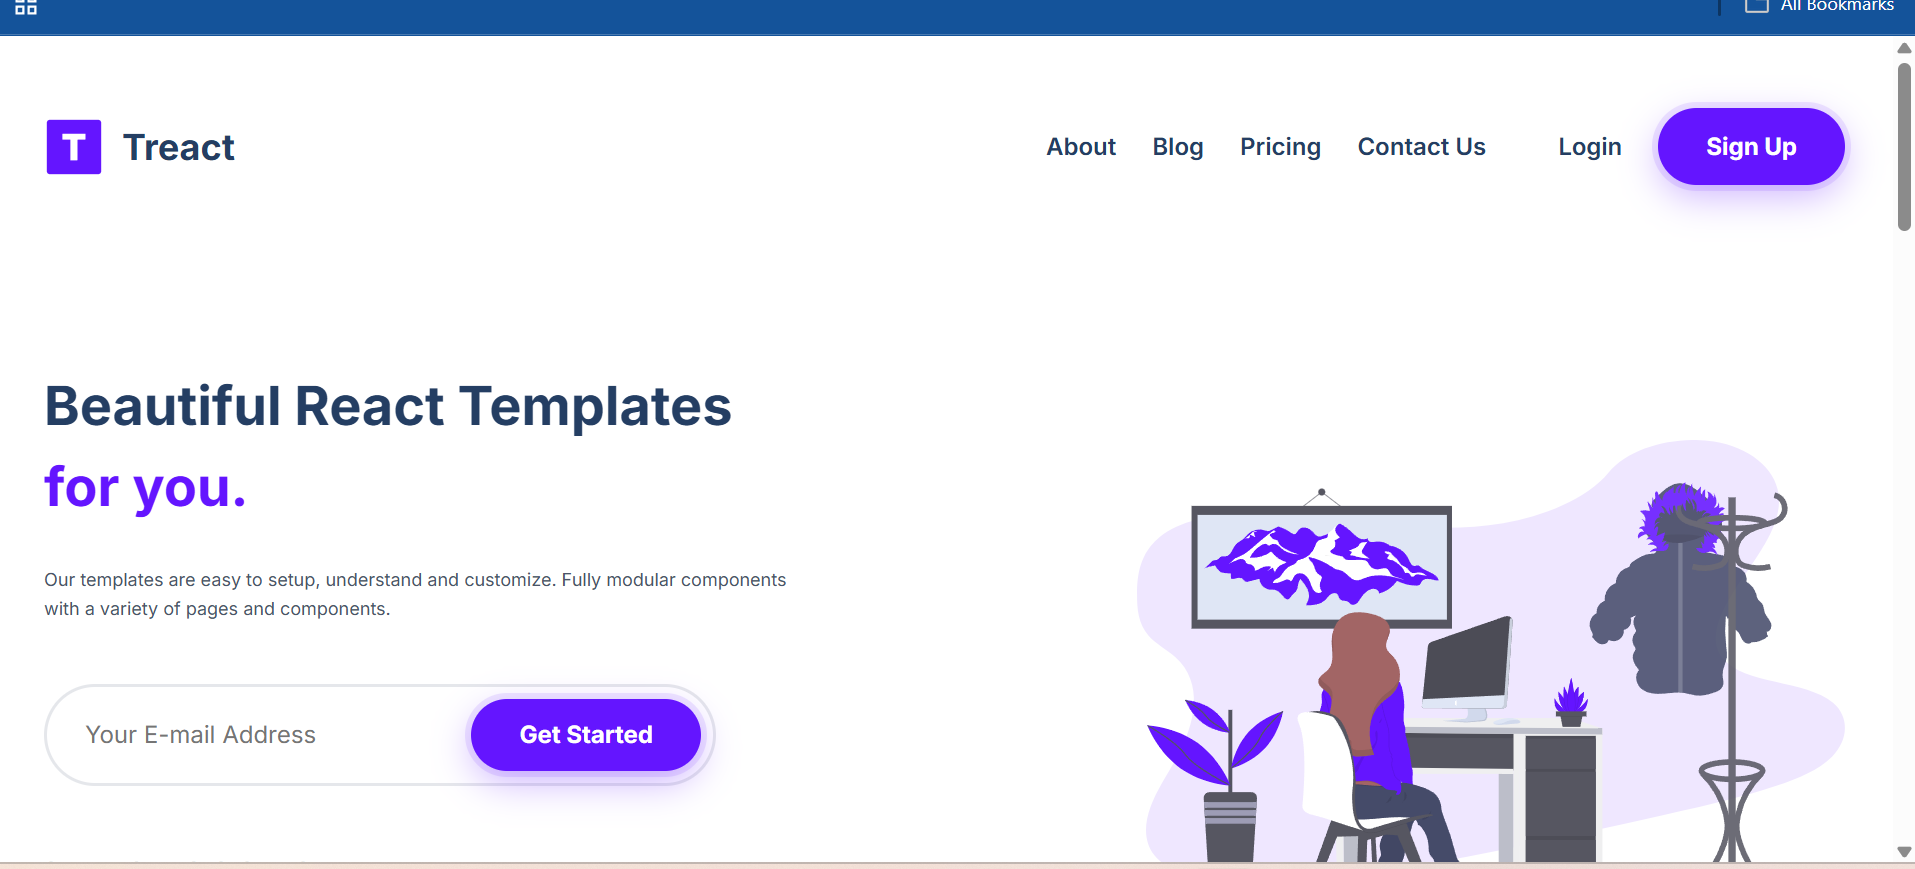 All Bookmarks
T Treact
About Blog Pricing Contact Us Login Sign Up
Beautiful React Templates
for you.
Our templates are easy to setup, understand and customize. Fully modular components
with a variety of pages and components.
Your E-mail Address Get Started